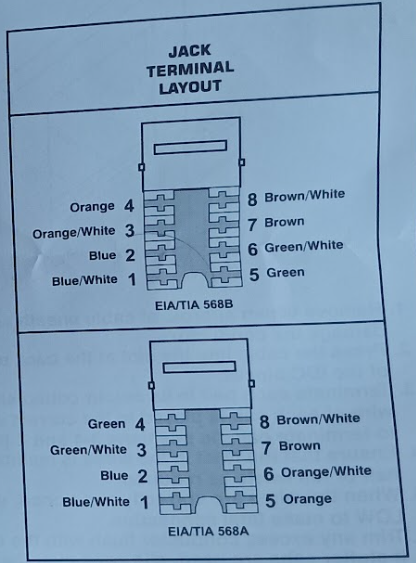 JACK
TERMINAL
LAYOUT
Orange 4
8 Brown/White
Orange/White 3
7 Brown
Blue 2
6 Green/White
Blue/White 1
5 Green
EIA/TIA 568B
Green 4
8 Brown/White
Green/White 3
7 Brown
Blue 2
6 Orange/White
Blue/White 1
5 Orange
EIA/TIA 568A